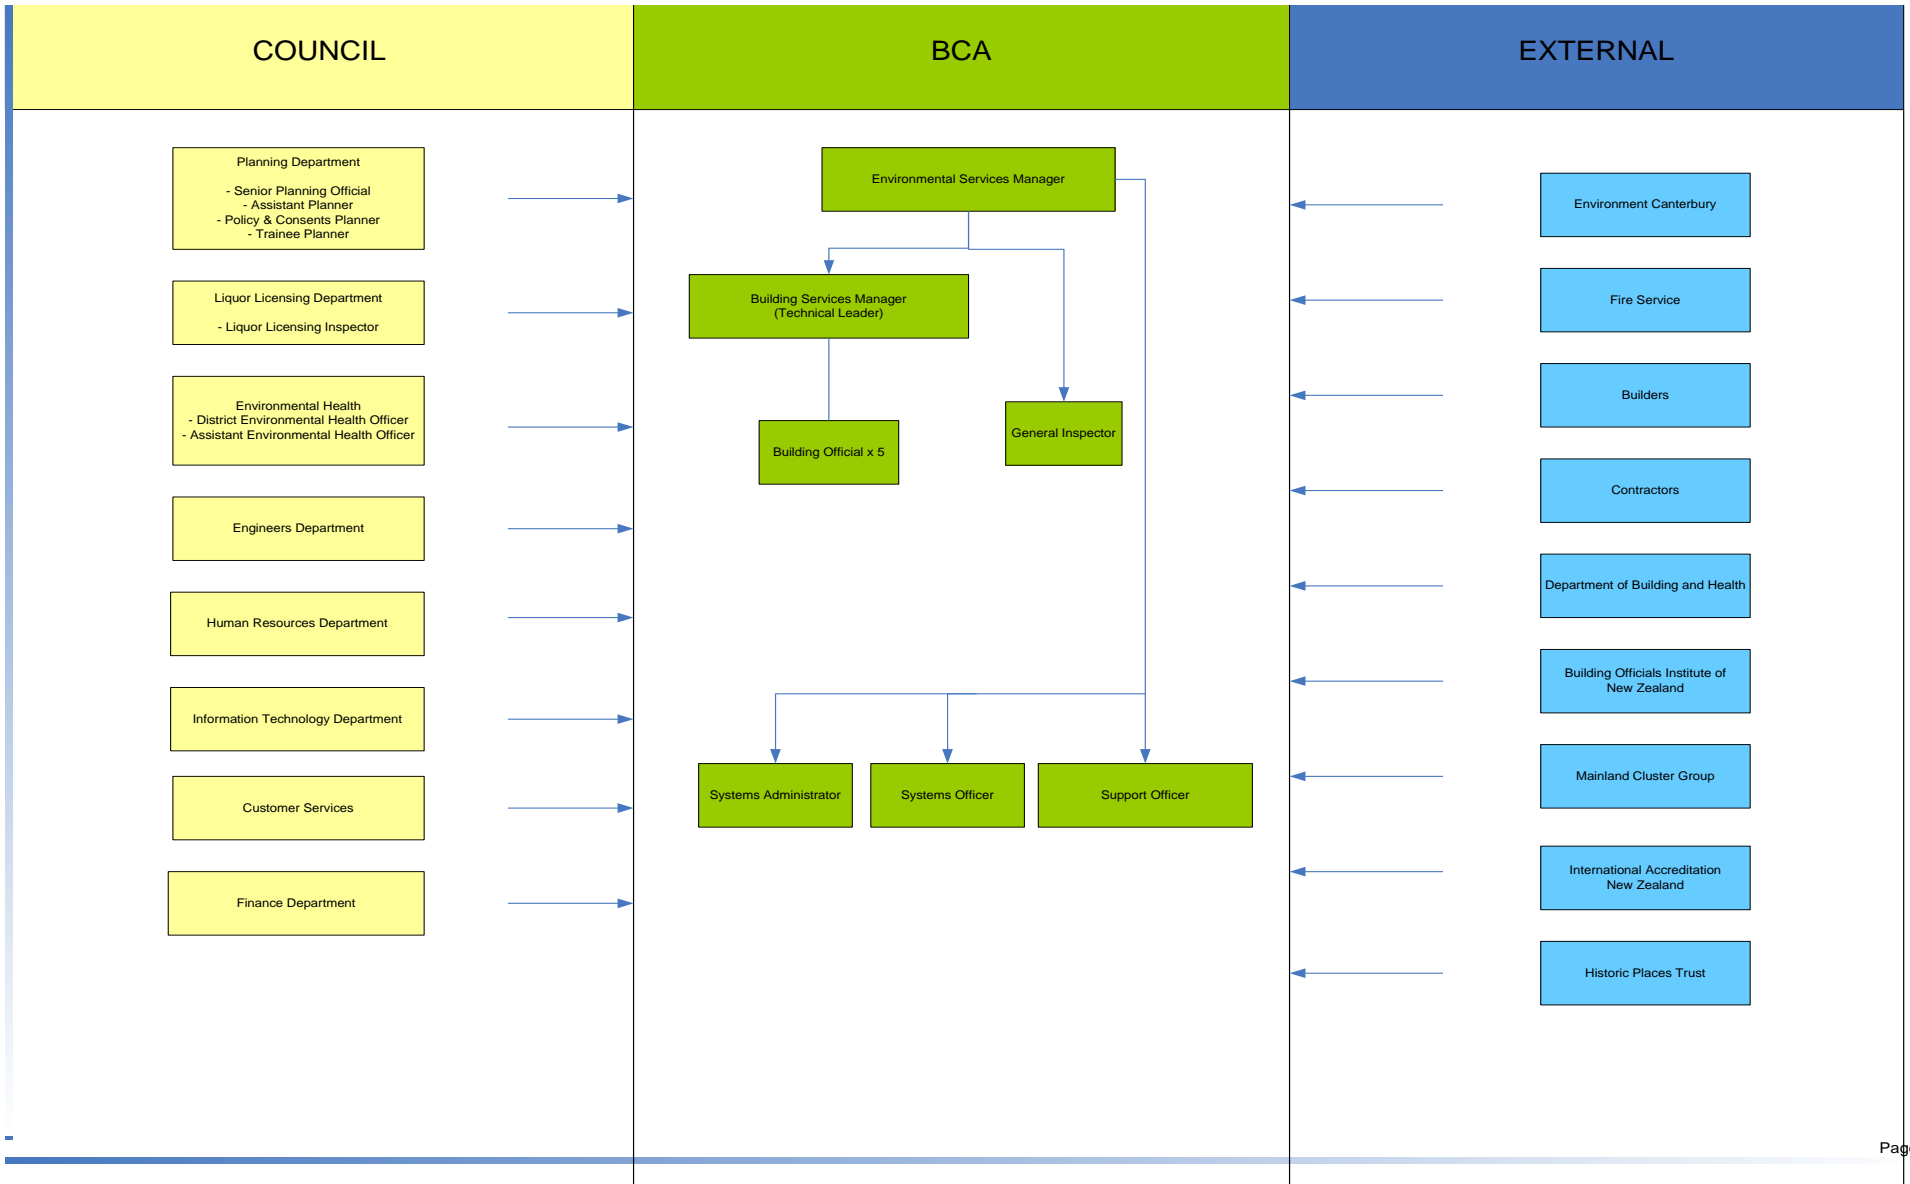 COUNCIL
BCA
EXTERNAL
Planning Department
- Senior Planning Official
- Assistant Planner
- Policy & Consents Planner
- Trainee Planner
Liquor Licensing Department
- Liquor Licensing Inspector
Environmental Health
- District Environmental Health Officer
- Assistant Environmental Health Officer
Engineers Department
Human Resources Department
Information Technology Department
Customer Services
Finance Department
Environmental Services Manager
Building Services Manager
(Technical Leader)
Building Official x 5
General Inspector
Systems Administrator
Systems Officer
Support Officer
Environment Canterbury
Fire Service
Builders
Contractors
Department of Building and Health
Building Officials Institute of
New Zealand
Mainland Cluster Group
International Accreditation
New Zealand
Historic Places Trust
Page